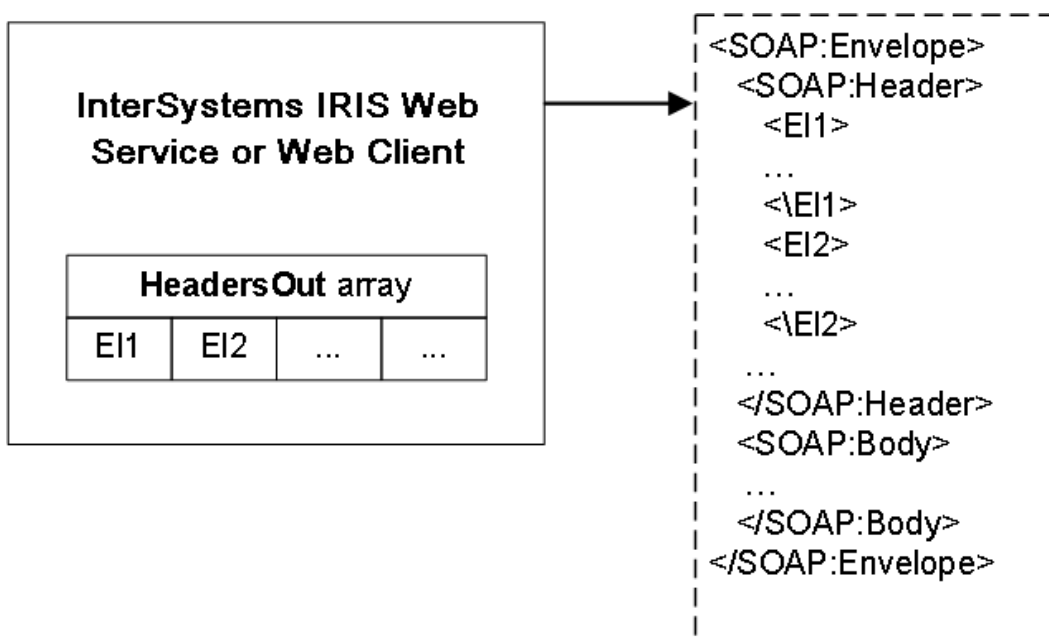 InterSystems IRIS Web
Service or Web Client
HeadersOut array
El1 El2 ... ...
<SOAP:Envelope>
<SOAP:Header>
<El1>
...
<\El1>
<El2>
...
<\El2>
...
</SOAP:Header>
<SOAP:Body>
...
</SOAP:Body>
</SOAP:Envelope>